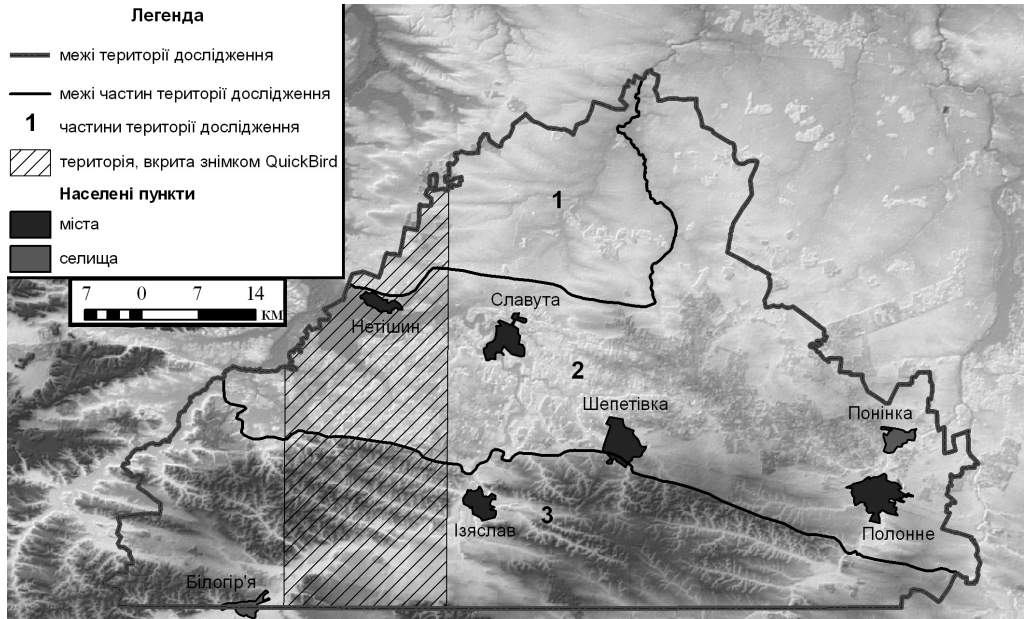 Легенда
межі території дослідження
межі частин території дослідження
1 частини території дослідження
територія, вкрита знімком QuickBird
Населені пункти
міста
селища
7 0 7 14
км
1
Славута
Нетішин
2
Шепетівка
Понінка
3
Ізяслав
Полонне
Білогір'я